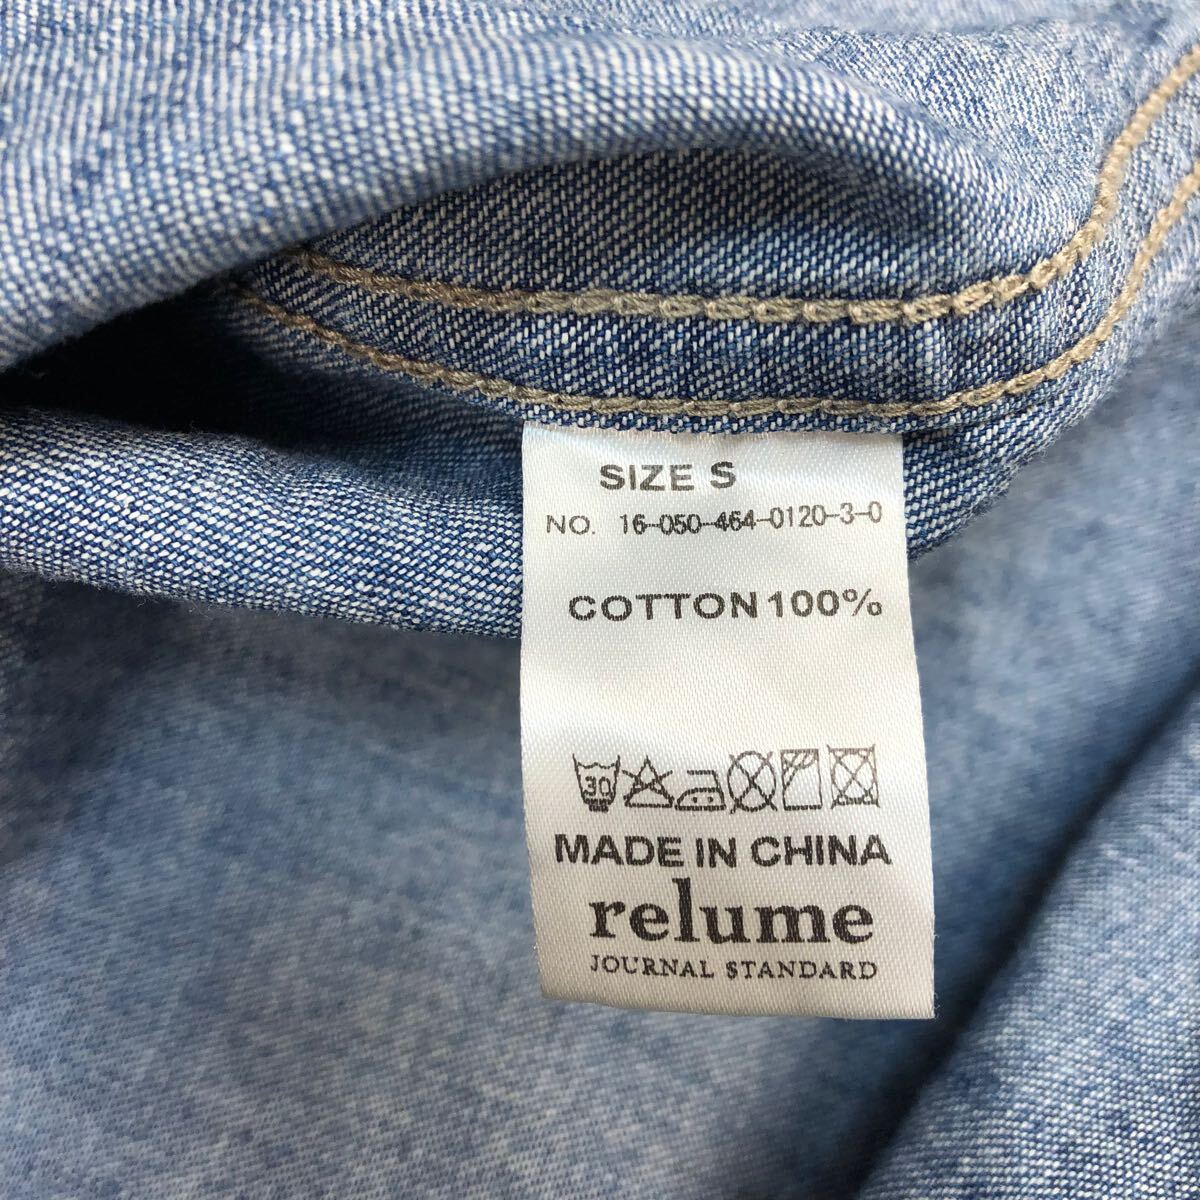 SIZE S
NO. 16-050-464-0120-3-0
COTTON 100%
30
MADE IN CHINA
relume
JOURNAL STANDARD